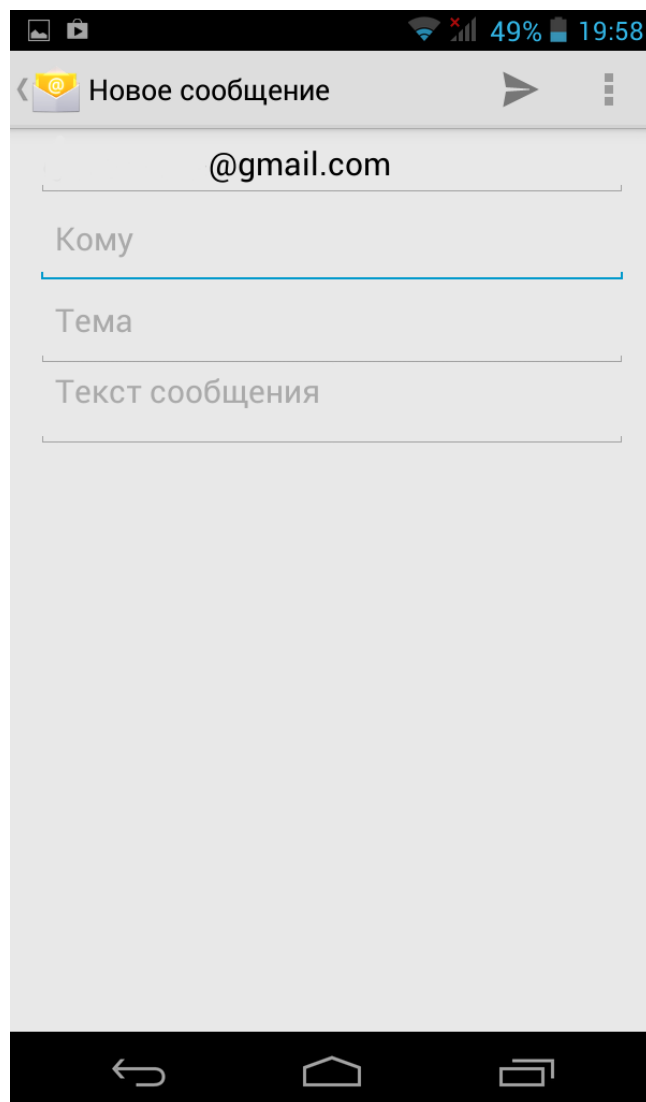 49% 19:58
Новое сообщение
@gmail.com
Кому
Тема
Текст сообщения